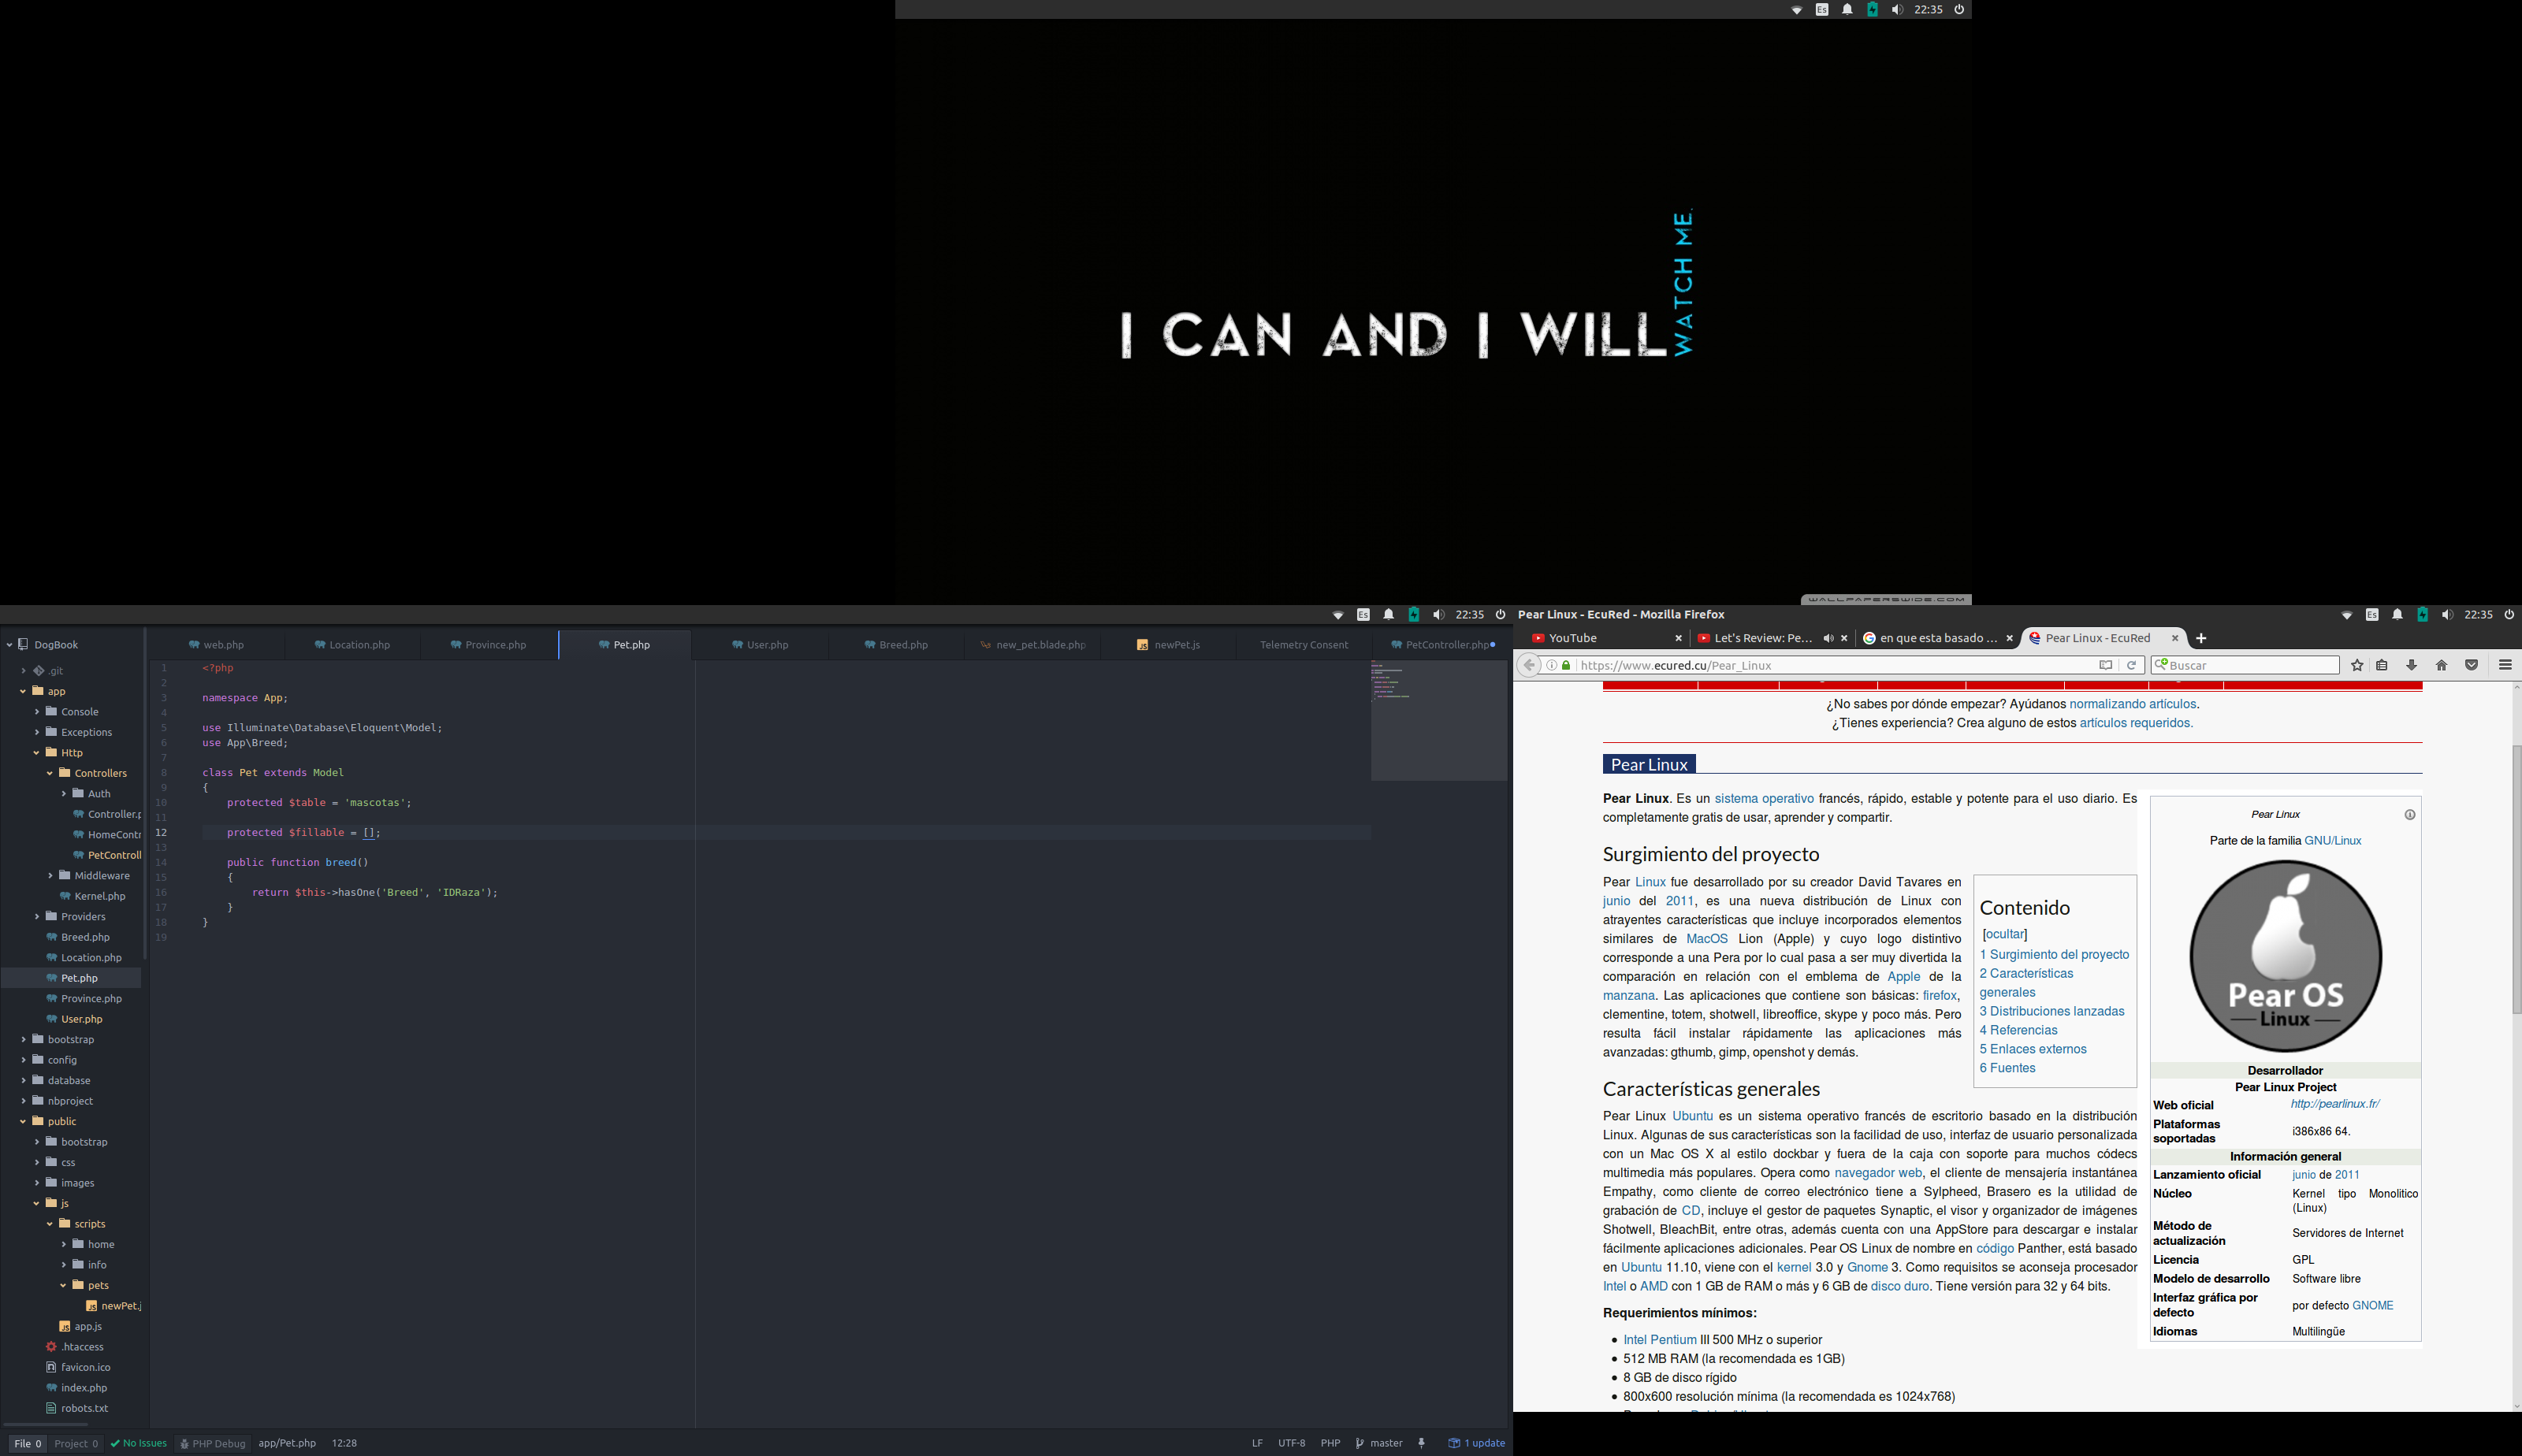 Es 22:35
I CAN AND I WILL
WATCH ME.
WALLPAPERSWIDE.COM
Es 22:35
DogBook
.git
app
Console
Exceptions
Http
Controllers
Auth
Controller.p
HomeContr
PetControll
Middleware
Kernel.php
Providers
Breed.php
Location.php
Pet.php
Province.php
User.php
bootstrap
config
database
nbproject
public
bootstrap
css
images
js
scripts
home
info
pets
newPet.j
app.js
.htaccess
favicon.ico
index.php
robots.txt
web.php Location.php Province.php Pet.php User.php Breed.php new_pet.blade.php newPet.js Telemetry Consent PetController.php
1 <?php
2
3 namespace App;
4
5 use Illuminate\Database\Eloquent\Model;
6 use App\Breed;
7
8 class Pet extends Model
9 {
10 protected $table = 'mascotas';
11
12 protected $fillable = [];
13
14 public function breed()
15 {
16 return $this->hasOne('Breed', 'IDRaza');
17 }
18 }
19
File 0 Project 0 No Issues PHP Debug app/Pet.php 12:28 LF UTF-8 PHP master 1 update
Pear Linux - EcuRed - Mozilla Firefox Es 22:35
YouTube Let's Review: Pe... en que esta basado ... Pear Linux - EcuRed
https://www.ecured.cu/Pear_Linux Buscar
¿No sabes por dónde empezar? Ayúdanos normalizando artículos.
¿Tienes experiencia? Crea alguno de estos artículos requeridos.
Pear Linux
Pear Linux. Es un sistema operativo francés, rápido, estable y potente para el uso diario. Es
completamente gratis de usar, aprender y compartir.
Surgimiento del proyecto
Pear Linux fue desarrollado por su creador David Tavares en
junio del 2011, es una nueva distribución de Linux con
atrayentes características que incluye incorporados elementos
similares de MacOS Lion (Apple) y cuyo logo distintivo
corresponde a una Pera por lo cual pasa a ser muy divertida la
comparación en relación con el emblema de Apple de la
manzana. Las aplicaciones que contiene son básicas: firefox,
clementine, totem, shotwell, libreoffice, skype y poco más. Pero
resulta fácil instalar rápidamente las aplicaciones más
avanzadas: gthumb, gimp, openshot y demás.
Contenido
[ocultar]
1 Surgimiento del proyecto
2 Características
generales
3 Distribuciones lanzadas
4 Referencias
5 Enlaces externos
6 Fuentes
Características generales
Pear Linux Ubuntu es un sistema operativo francés de escritorio basado en la distribución
Linux. Algunas de sus características son la facilidad de uso, interfaz de usuario personalizada
con un Mac OS X al estilo dockbar y fuera de la caja con soporte para muchos códecs
multimedia más populares. Opera como navegador web, el cliente de mensajería instantánea
Empathy, como cliente de correo electrónico tiene a Sylpheed, Brasero es la utilidad de
grabación de CD, incluye el gestor de paquetes Synaptic, el visor y organizador de imágenes
Shotwell, BleachBit, entre otras, además cuenta con una AppStore para descargar e instalar
fácilmente aplicaciones adicionales. Pear OS Linux de nombre en código Panther, está basado
en Ubuntu 11.10, viene con el kernel 3.0 y Gnome 3. Como requisitos se aconseja procesador
Intel o AMD con 1 GB de RAM o más y 6 GB de disco duro. Tiene versión para 32 y 64 bits.
Requerimientos mínimos:
Intel Pentium III 500 MHz o superior
512 MB RAM (la recomendada es 1GB)
8 GB de disco rígido
800x600 resolución mínima (la recomendada es 1024x768)
Pear Linux
Parte de la familia GNU/Linux
Pear OS
Linux
Desarrollador
Pear Linux Project
Web oficial http://pearlinux.fr/
Plataformas
soportadas i386x86 64.
Información general
Lanzamiento oficial junio de 2011
Núcleo Kernel tipo Monolitico
(Linux)
Método de
actualización Servidores de Internet
Licencia GPL
Modelo de desarrollo Software libre
Interfaz gráfica por
defecto por defecto GNOME
Idiomas Multilingüe